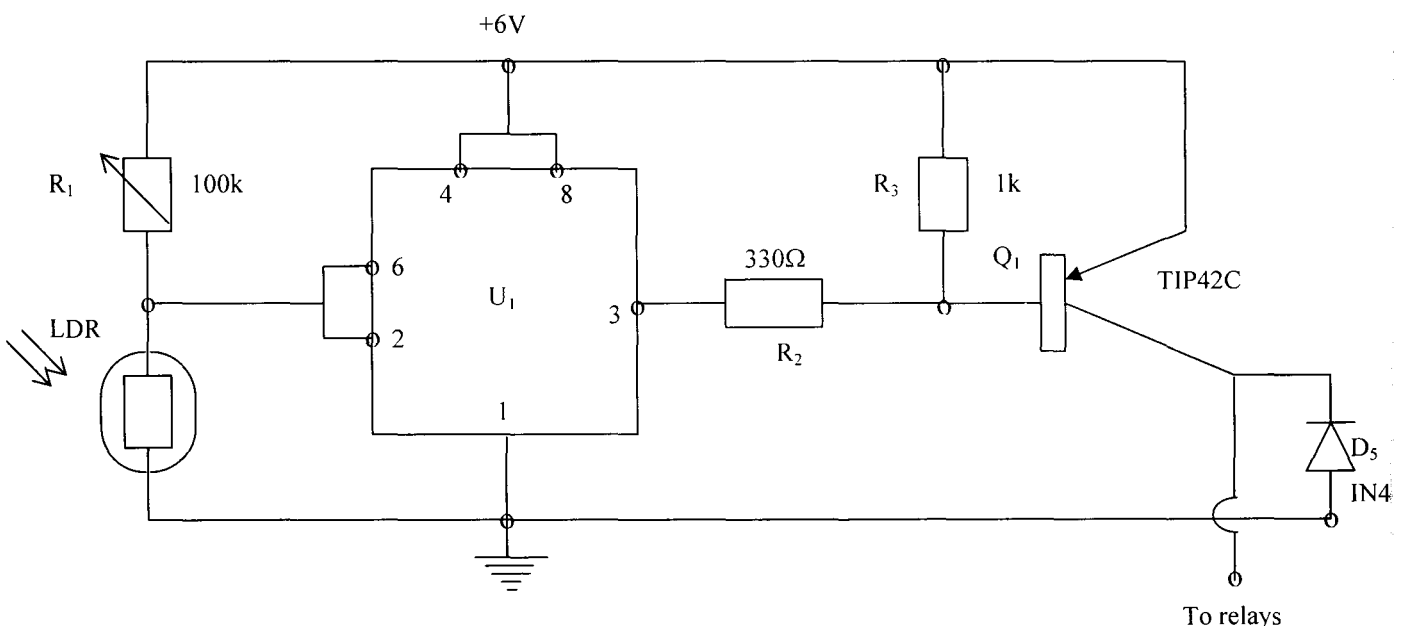 +6V
R₁
100k
4
8
R₃
1k
6
U₁
2
3
330Ω
R₂
Q₁
TIP42C
LDR
1
D₅
IN4
To relays